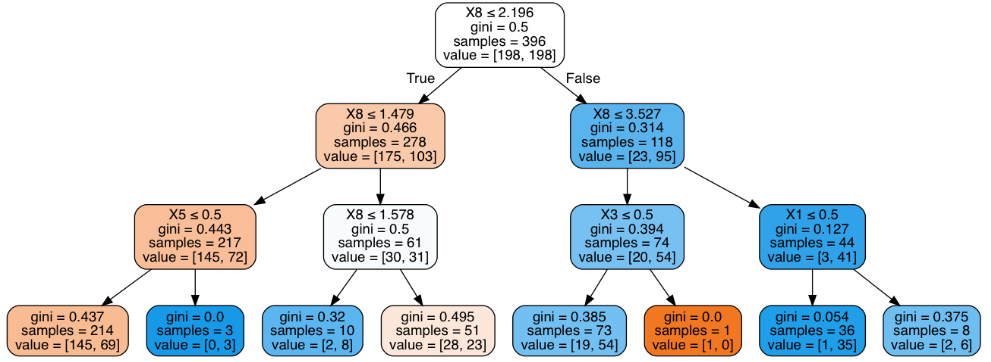 X8 ≤ 2.196
gini = 0.5
samples = 396
value = [198, 198]
True
False
X8 ≤ 1.479
gini = 0.466
samples = 278
value = [175, 103]
X8 ≤ 3.527
gini = 0.314
samples = 118
value = [23, 95]
X5 ≤ 0.5
gini = 0.443
samples = 217
value = [145, 72]
X8 ≤ 1.578
gini = 0.5
samples = 61
value = [30, 31]
X3 ≤ 0.5
gini = 0.394
samples = 74
value = [20, 54]
X1 ≤ 0.5
gini = 0.127
samples = 44
value = [3, 41]
gini = 0.437
samples = 214
value = [145, 69]
gini = 0.0
samples = 3
value = [0, 3]
gini = 0.32
samples = 10
value = [2, 8]
gini = 0.495
samples = 51
value = [28, 23]
gini = 0.385
samples = 73
value = [19, 54]
gini = 0.0
samples = 1
value = [1, 0]
gini = 0.054
samples = 36
value = [1, 35]
gini = 0.375
samples = 8
value = [2, 6]